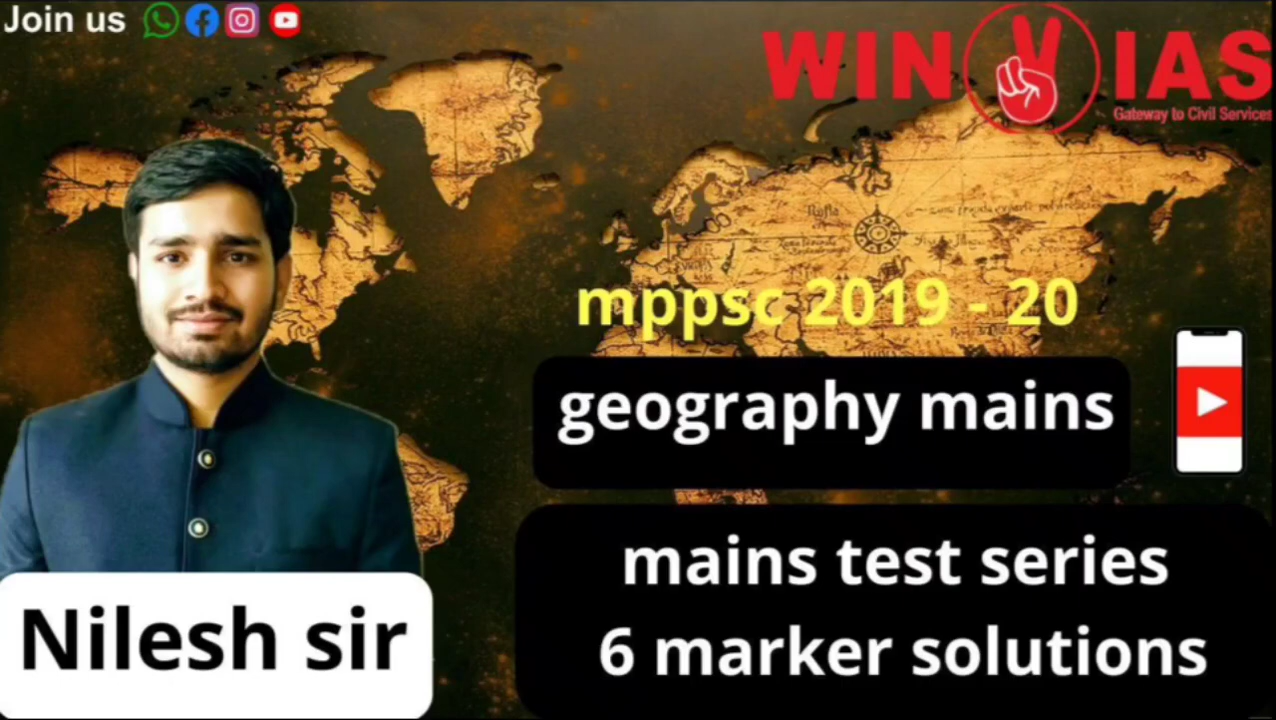 Join us
WIN IAS
Gateway to Civil Services
mppsc 2019 - 20
geography mains
mains test series
6 marker solutions
Nilesh sir